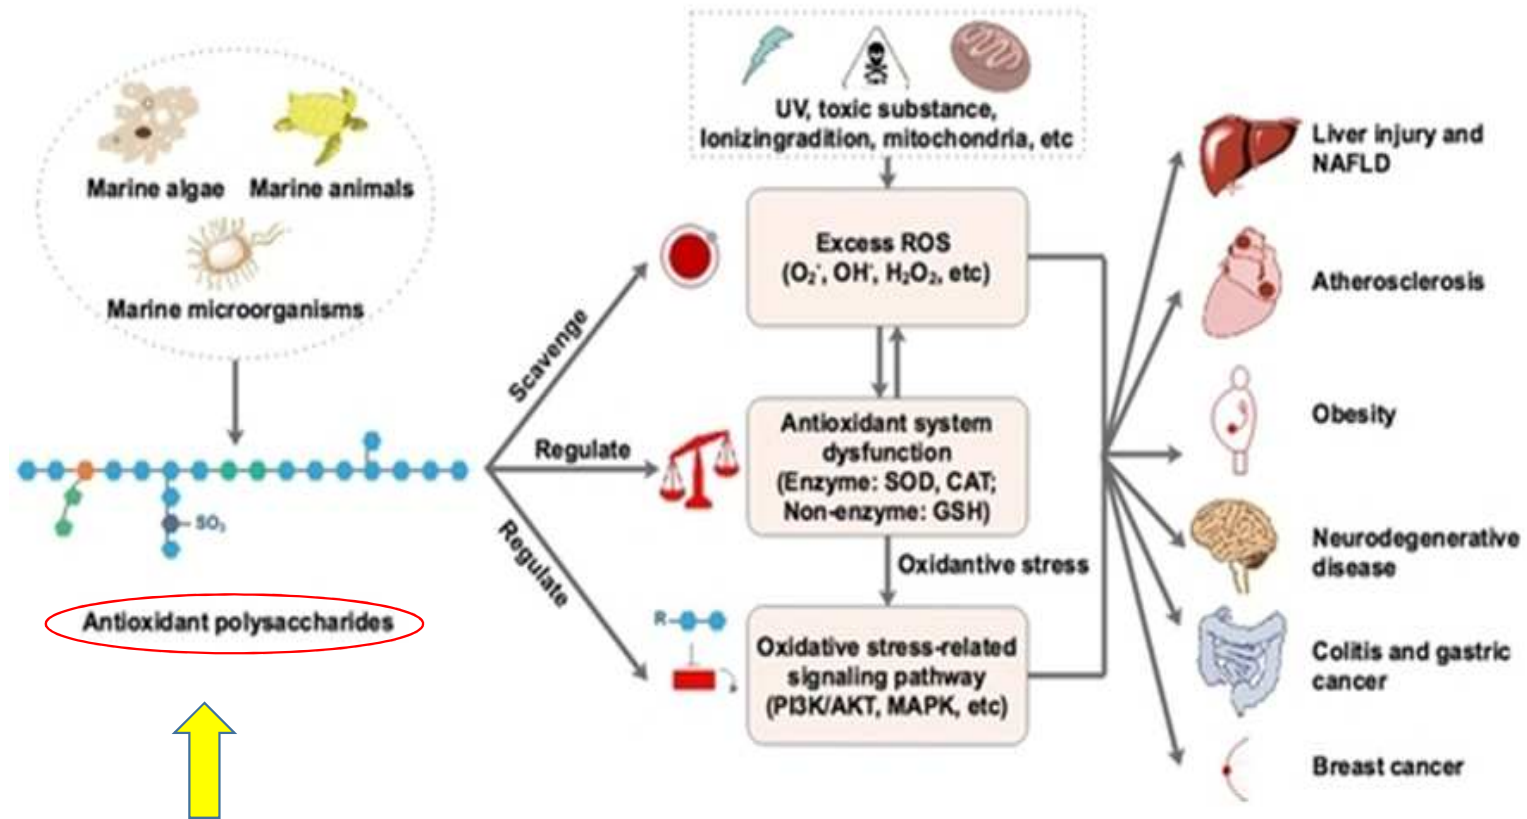 Marine algae
Marine animals
Marine microorganisms
SO₃
Antioxidant polysaccharides
Scavenge
Regulate
Regulate
R
UV, toxic substance,
Ionizingradition, mitochondria, etc
Excess ROS
(O₂⁻, OH⁻, H₂O₂, etc)
Antioxidant system
dysfunction
(Enzyme: SOD, CAT;
Non-enzyme: GSH)
Oxidantive stress
Oxidative stress-related
signaling pathway
(PI3K/AKT, MAPK, etc)
Liver injury and
NAFLD
Atherosclerosis
Obesity
Neurodegenerative
disease
Colitis and gastric
cancer
Breast cancer